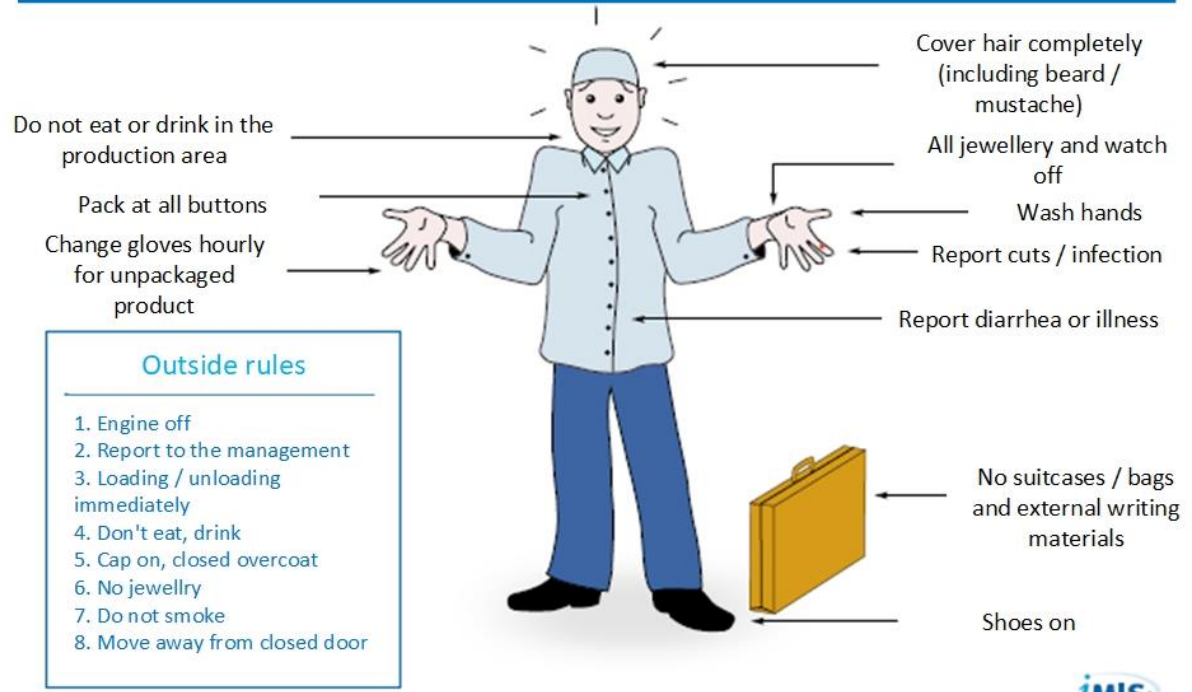 Cover hair completely
(including beard /
mustache)
Do not eat or drink in the
production area
All jewellery and watch
off
Pack at all buttons
Wash hands
Change gloves hourly
for unpackaged
product
Report cuts / infection
Report diarrhea or illness
Outside rules
1. Engine off
2. Report to the management
3. Loading / unloading
immediately
4. Don't eat, drink
5. Cap on, closed overcoat
6. No jewellry
7. Do not smoke
8. Move away from closed door
No suitcases / bags
and external writing
materials
Shoes on
iMIS